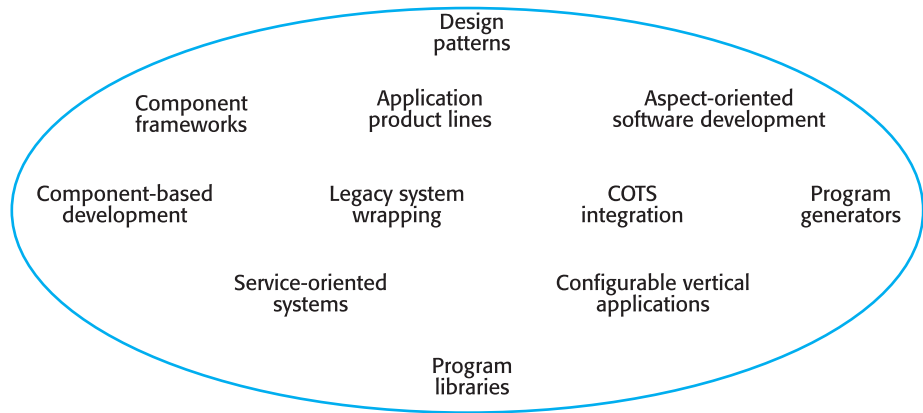 Design
patterns
Component
frameworks
Application
product lines
Aspect-oriented
software development
Component-based
development
Legacy system
wrapping
COTS
integration
Program
generators
Service-oriented
systems
Configurable vertical
applications
Program
libraries